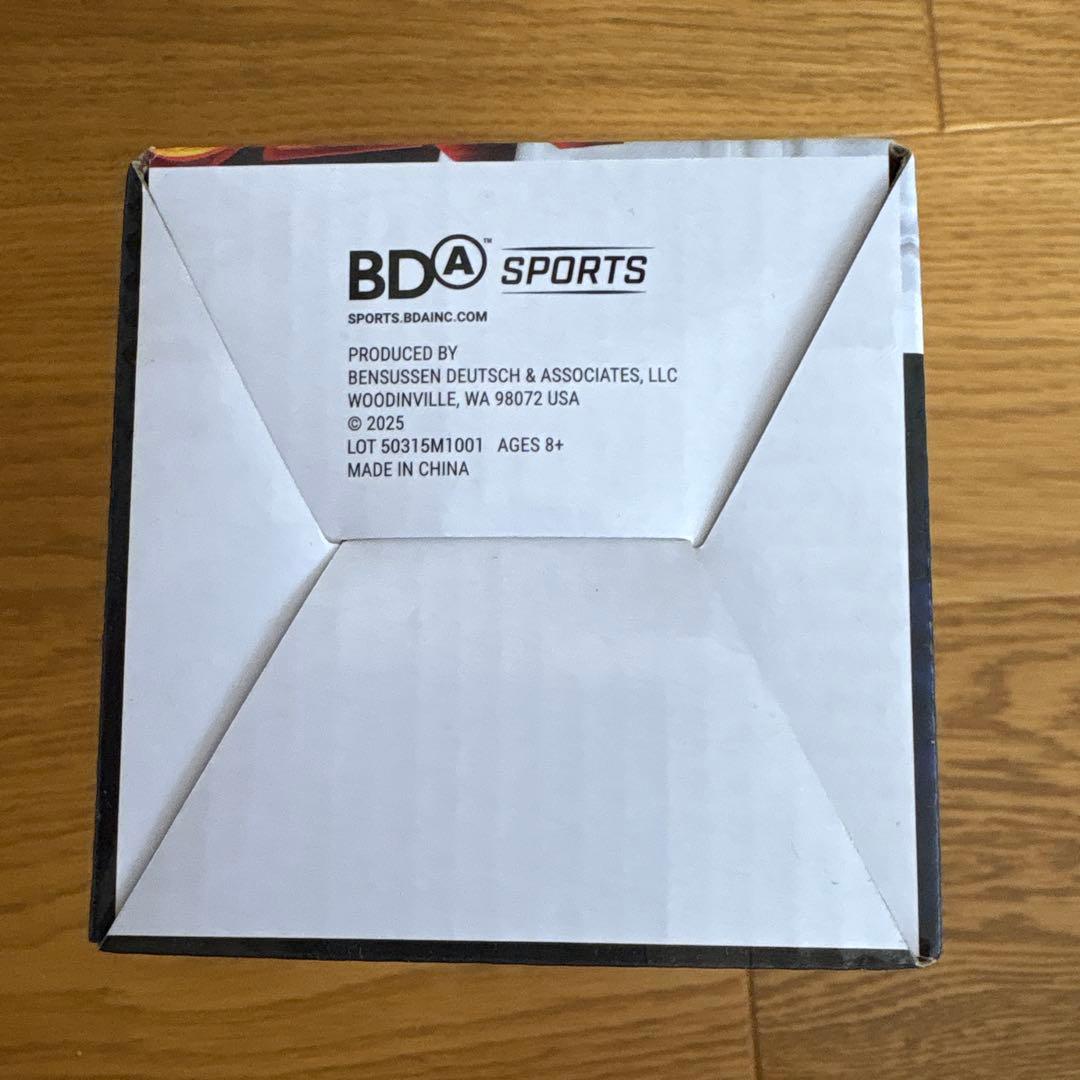 BDA™ SPORTS
SPORTS.BDAINC.COM
PRODUCED BY
BENSUSSEN DEUTSCH & ASSOCIATES, LLC
WOODINVILLE, WA 98072 USA
© 2025
LOT 50315M1001 AGES 8+
MADE IN CHINA